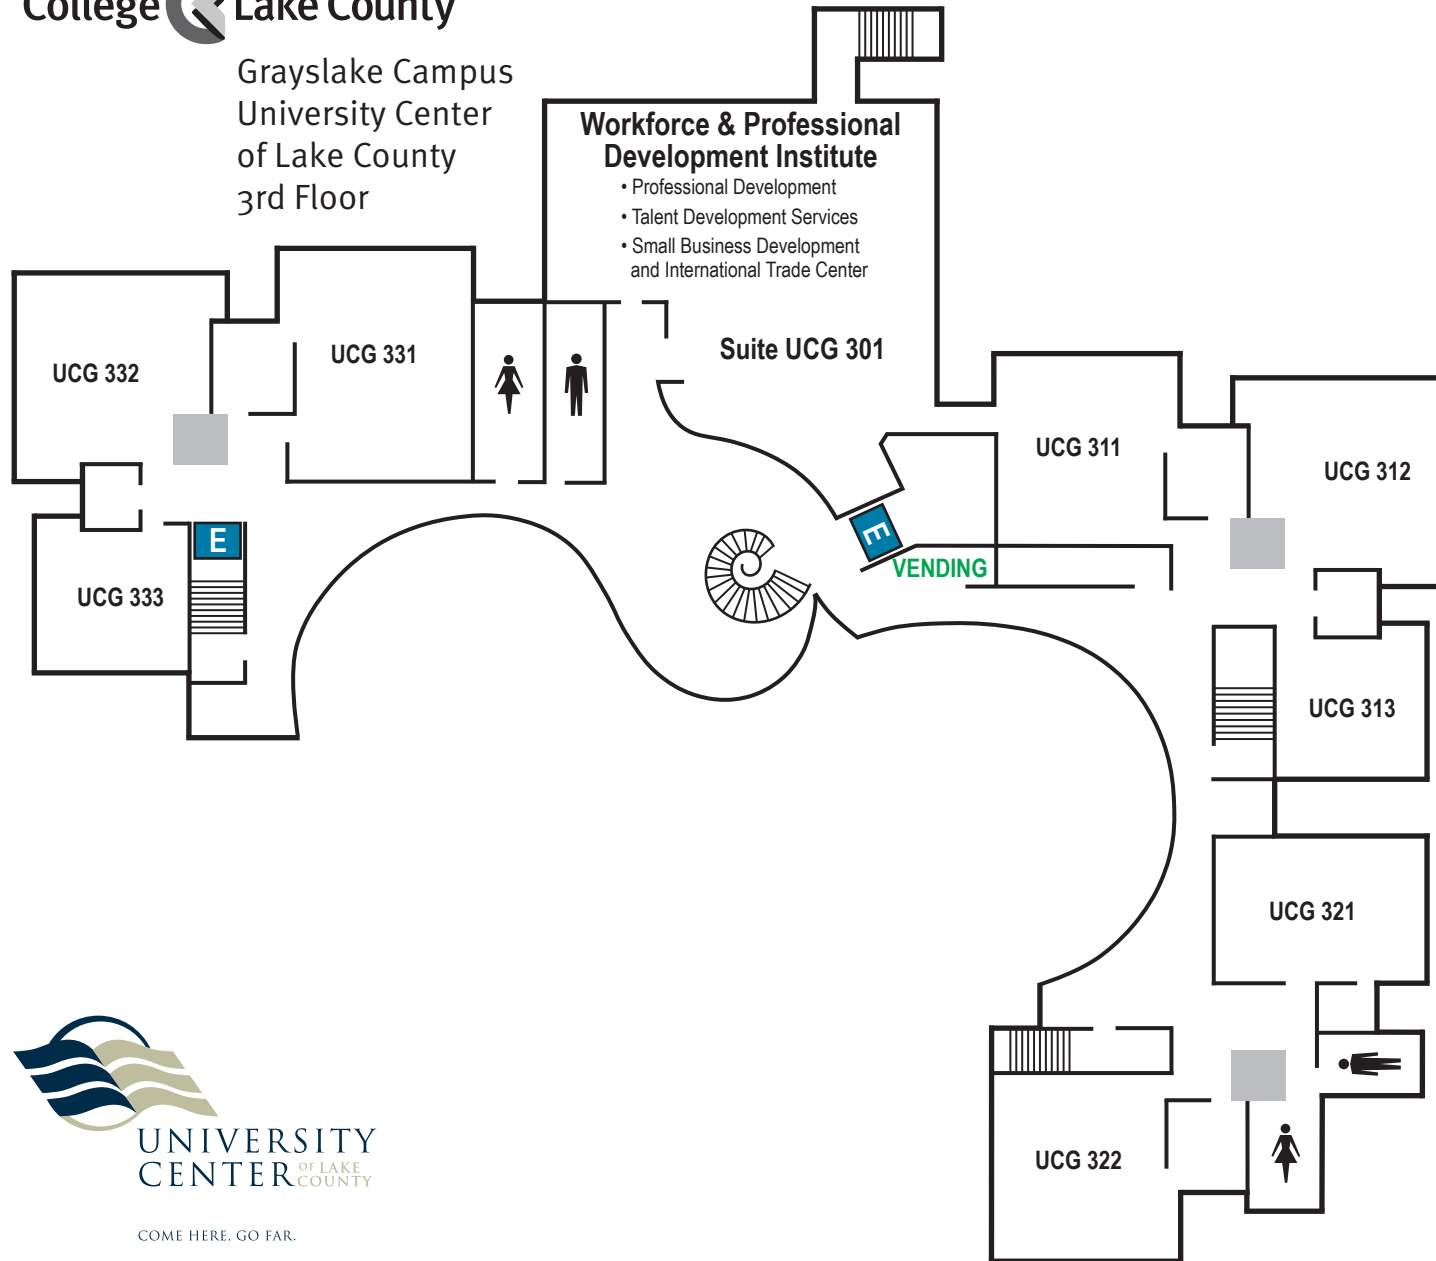 College Lake County
Grayslake Campus
University Center
of Lake County
3rd Floor
Workforce & Professional
Development Institute
• Professional Development
• Talent Development Services
• Small Business Development
and International Trade Center
Suite UCG 301
UCG 332
UCG 331
UCG 311
UCG 312
E
E
VENDING
UCG 333
UCG 313
UCG 321
UCG 322
UNIVERSITY
CENTER OF LAKE
COUNTY
COME HERE. GO FAR.